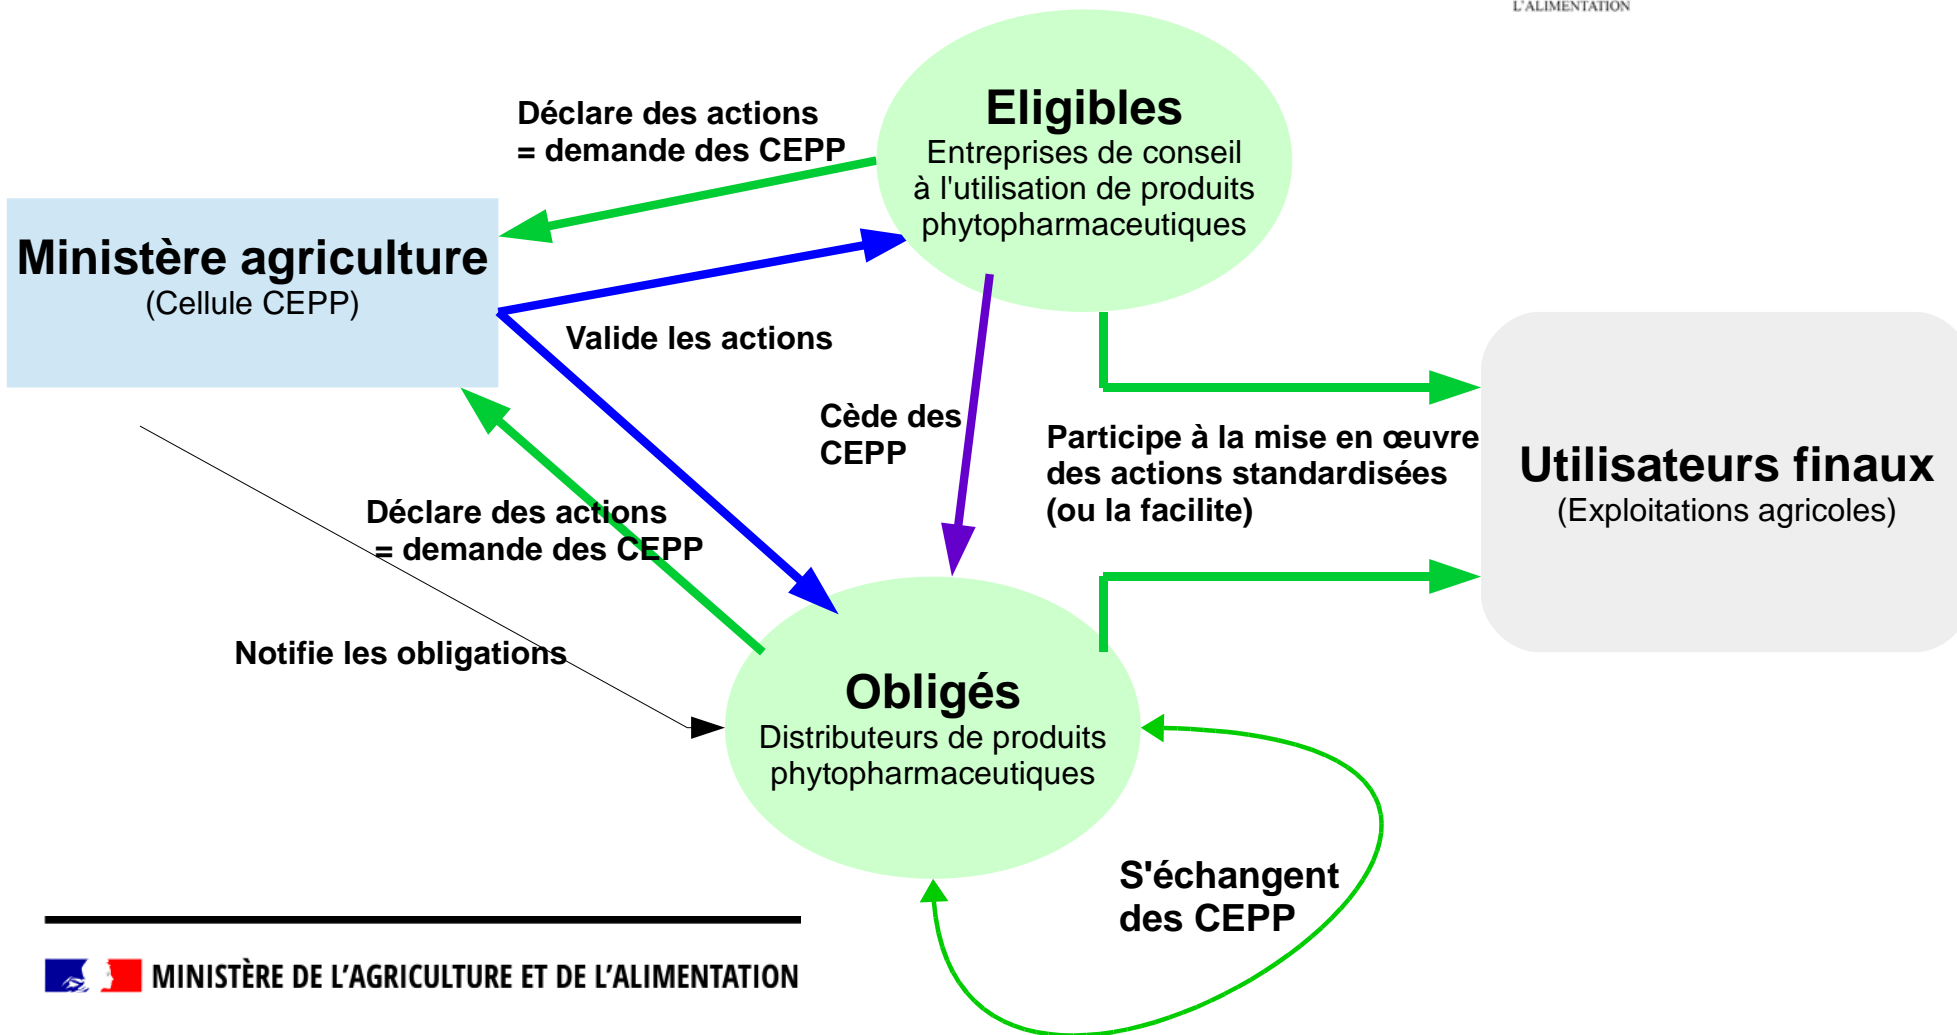 L'ALIMENTATION
Déclare des actions
= demande des CEPP
Eligibles
Entreprises de conseil
à l'utilisation de produits
phytopharmaceutiques
Ministère agriculture
(Cellule CEPP)
Valide les actions
Cède des
CEPP
Participe à la mise en œuvre
des actions standardisées
(ou la facilite)
Utilisateurs finaux
(Exploitations agricoles)
Déclare des actions
= demande des CEPP
Notifie les obligations
Obligés
Distributeurs de produits
phytopharmaceutiques
S'échangent
des CEPP
MINISTÈRE DE L'AGRICULTURE ET DE L'ALIMENTATION